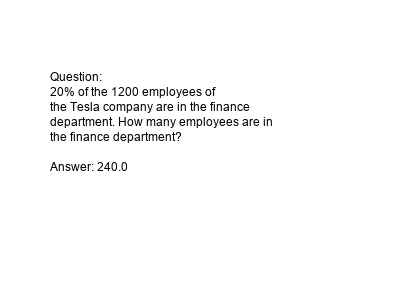 Question:
20% of the 1200 employees of
the Tesla company are in the finance
department. How many employees are in
the finance department?
Answer: 240.0